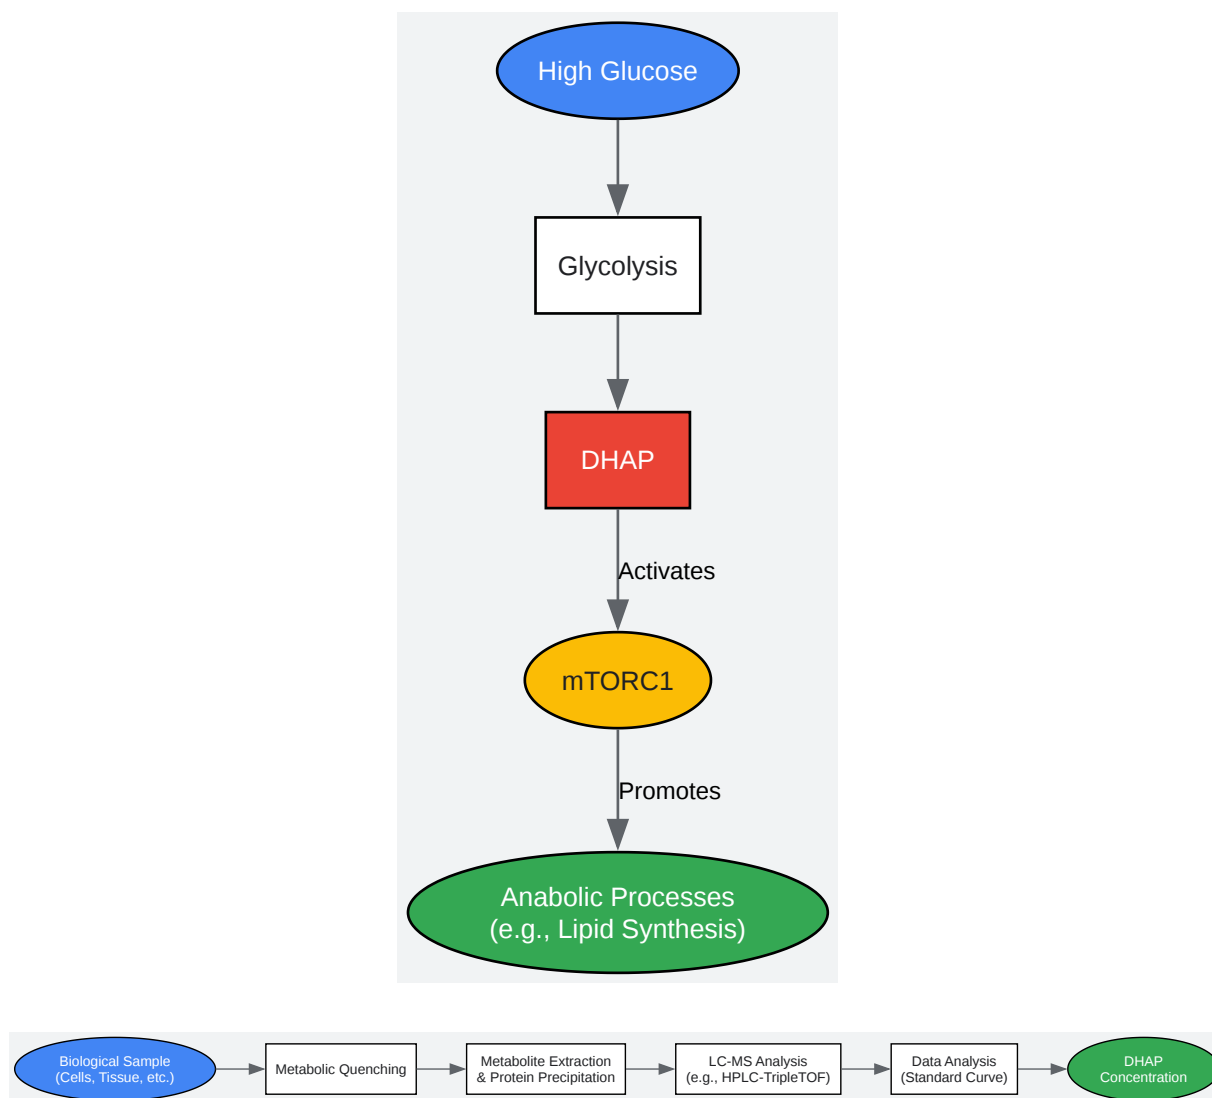 High Glucose
Glycolysis
DHAP
Activates
mTORC1
Promotes
Anabolic Processes
(e.g., Lipid Synthesis)
Biological Sample
(Cells, Tissue, etc.)
Metabolic Quenching
Metabolite Extraction
& Protein Precipitation
LC-MS Analysis
(e.g., HPLC-TripleTOF)
Data Analysis
(Standard Curve)
DHAP
Concentration